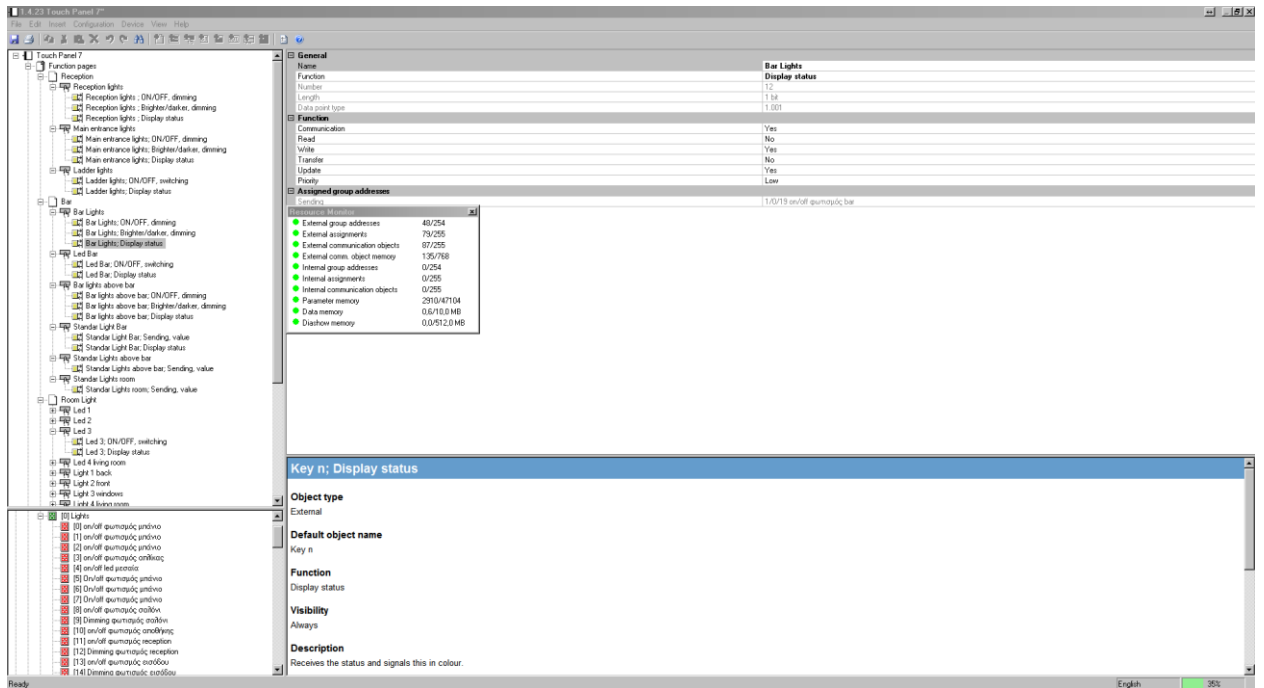 1.4.23 Touch Panel 7"
File Edit Insert Configuration Device View Help
Touch Panel 7
Function pages
Reception
Reception lights
Reception lights ; ON/OFF, dimming
Reception lights ; Brighter/darker, dimming
Reception lights ; Display status
Main entrance lights
Main entrance lights; ON/OFF, dimming
Main entrance lights; Brighter/darker, dimming
Main entrance lights; Display status
Ladder lights
Ladder lights; ON/OFF, switching
Ladder lights; Display status
Bar
Bar Lights
Bar Lights; ON/OFF, dimming
Bar Lights; Brighter/darker, dimming
Bar Lights; Display status
Led Bar
Led Bar; ON/OFF, switching
Led Bar; Display status
Bar lights above bar
Bar lights above bar; ON/OFF, dimming
Bar lights above bar; Brighter/darker, dimming
Bar lights above bar; Display status
Standar Light Bar
Standar Light Bar; Sending, value
Standar Light Bar; Display status
Standar Lights above bar
Standar Lights above bar; Sending, value
Standar Lights room
Standar Lights room; Sending, value
Room Light
Led 1
Led 2
Led 3
Led 3; ON/OFF, switching
Led 3; Display status
Led 4 living room
Light 1 back
Light 2 front
Light 3 windows
Light 4 living room
[0] Lights
[0] on/off φωτισμός μπάνιο
[1] on/off φωτισμός μπάνιο
[2] on/off φωτισμός μπάνιο
[3] on/off φωτισμός απλίκας
[4] on/off led μεσαία
[5] On/off φωτισμός μπάνιο
[6] On/off φωτισμός μπάνιο
[7] On/off φωτισμός μπάνιο
[8] on/off φωτισμός σαλόνι
[9] Dimming φωτισμός σαλόνι
[10] on/off φωτισμός αποθήκης
[11] on/off φωτισμός reception
[12] Dimming φωτισμός reception
[13] on/off φωτισμός εισόδου
[14] Dimming φωτισμός εισόδου
General
Name Bar Lights
Function Display status
Number 12
Length 1 bit
Data point type 1.001
Function
Communication Yes
Read No
Write Yes
Transfer No
Update Yes
Priority Low
Assigned group addresses
Sending 1/0/19 on/off φωτισμός bar
Resource Monitor
External group addresses 48/254
External assignments 79/255
External communication objects 87/255
External comm. object memory 135/768
Internal group addresses 0/254
Internal assignments 0/255
Internal communication objects 0/255
Parameter memory 2910/47104
Data memory 0,6/10,0 MB
Diashow memory 0,0/512,0 MB
Key n; Display status
Object type
External
Default object name
Key n
Function
Display status
Visibility
Always
Description
Receives the status and signals this in colour.
Ready English 35%